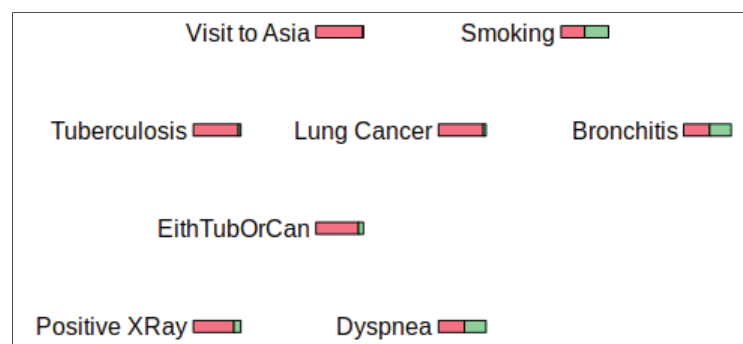 Visit to Asia Smoking
Tuberculosis Lung Cancer Bronchitis
EithTubOrCan
Positive XRay Dyspnea